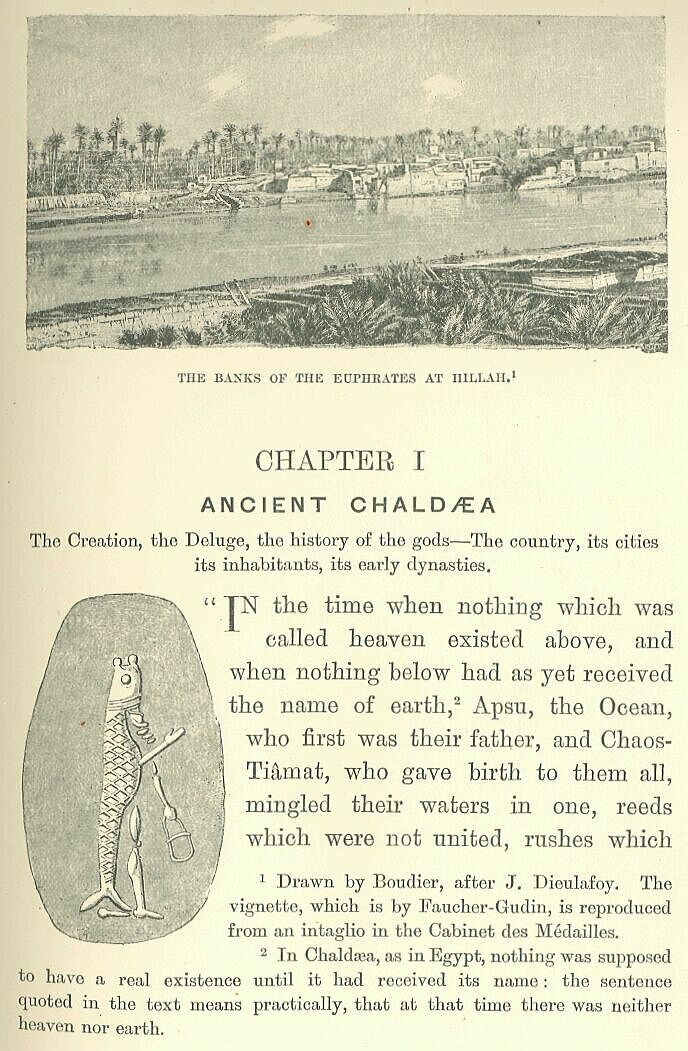 THE BANKS OF THE EUPHRATES AT HILLAH.¹
CHAPTER I
ANCIENT CHALDÆA
The Creation, the Deluge, the history of the gods—The country, its cities
its inhabitants, its early dynasties.
“IN the time when nothing which was
called heaven existed above, and
when nothing below had as yet received
the name of earth,² Apsu, the Ocean,
who first was their father, and Chaos-
Tiâmat, who gave birth to them all,
mingled their waters in one, reeds
which were not united, rushes which
¹ Drawn by Boudier, after J. Dieulafoy. The
vignette, which is by Faucher-Gudin, is reproduced
from an intaglio in the Cabinet des Médailles.
² In Chaldæa, as in Egypt, nothing was supposed
to have a real existence until it had received its name: the sentence
quoted in the text means practically, that at that time there was neither
heaven nor earth.